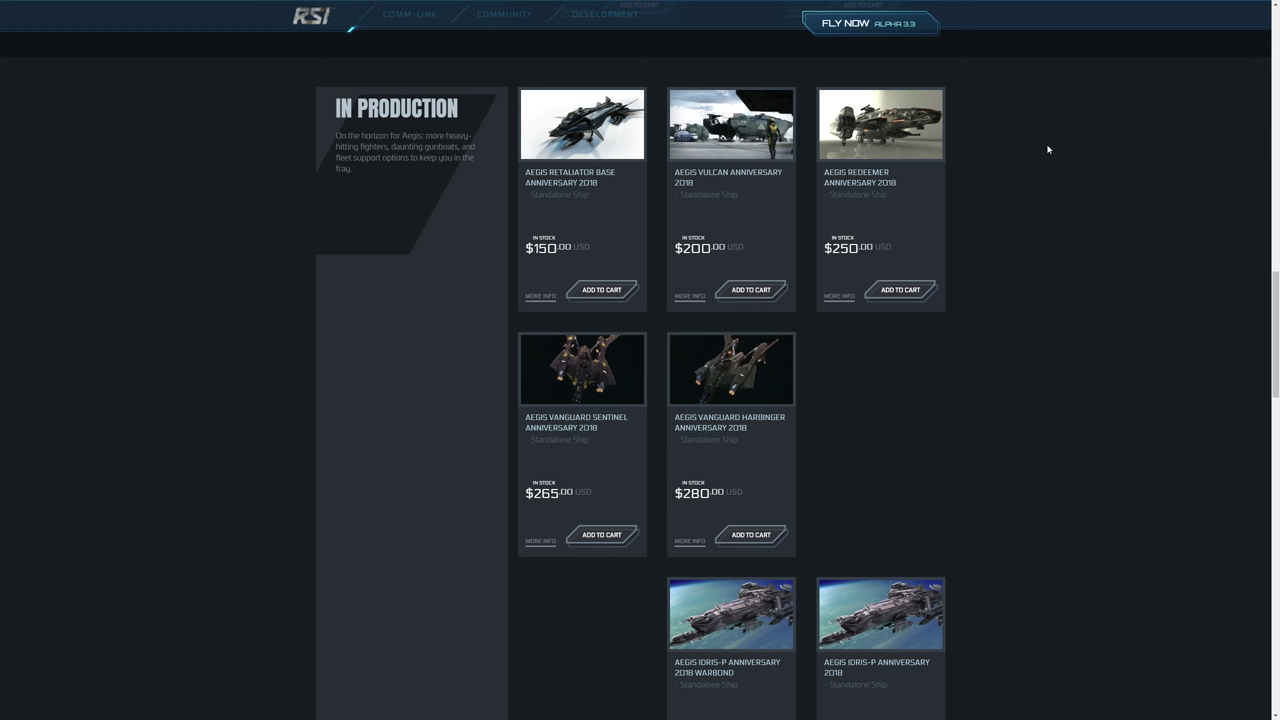 ADD TO CART
ADD TO CART
RSI
COMM-LINK
COMMUNITY
DEVELOPMENT
FLY NOW ALPHA 3.3
IN PRODUCTION
On the horizon for Aegis: more heavy-
hitting fighters, daunting gunboats, and
fleet support options to keep you in the
fray.
AEGIS RETALIATOR BASE
ANNIVERSARY 2018
- Standalone Ship
IN STOCK
$150.00 USD
MORE INFO
ADD TO CART
AEGIS VULCAN ANNIVERSARY
2018
- Standalone Ship
IN STOCK
$200.00 USD
MORE INFO
ADD TO CART
AEGIS REDEEMER
ANNIVERSARY 2018
- Standalone Ship
IN STOCK
$250.00 USD
MORE INFO
ADD TO CART
AEGIS VANGUARD SENTINEL
ANNIVERSARY 2018
- Standalone Ship
IN STOCK
$265.00 USD
MORE INFO
ADD TO CART
AEGIS VANGUARD HARBINGER
ANNIVERSARY 2018
- Standalone Ship
IN STOCK
$280.00 USD
MORE INFO
ADD TO CART
AEGIS IDRIS-P ANNIVERSARY
2018 WARBOND
- Standalone Ship
AEGIS IDRIS-P ANNIVERSARY
2018
- Standalone Ship